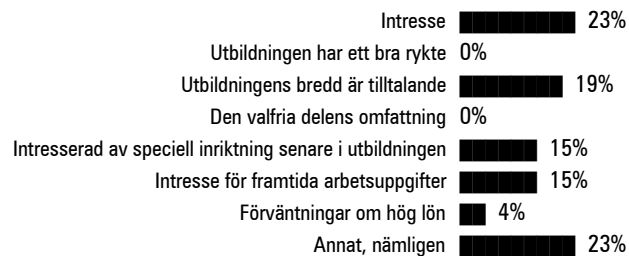 Intresse 23%
Utbildningen har ett bra rykte 0%
Utbildningens bredd är tilltalande 19%
Den valfria delens omfattning 0%
Intresserad av speciell inriktning senare i utbildningen 15%
Intresse för framtida arbetsuppgifter 15%
Förväntningar om hög lön 4%
Annat, nämligen 23%